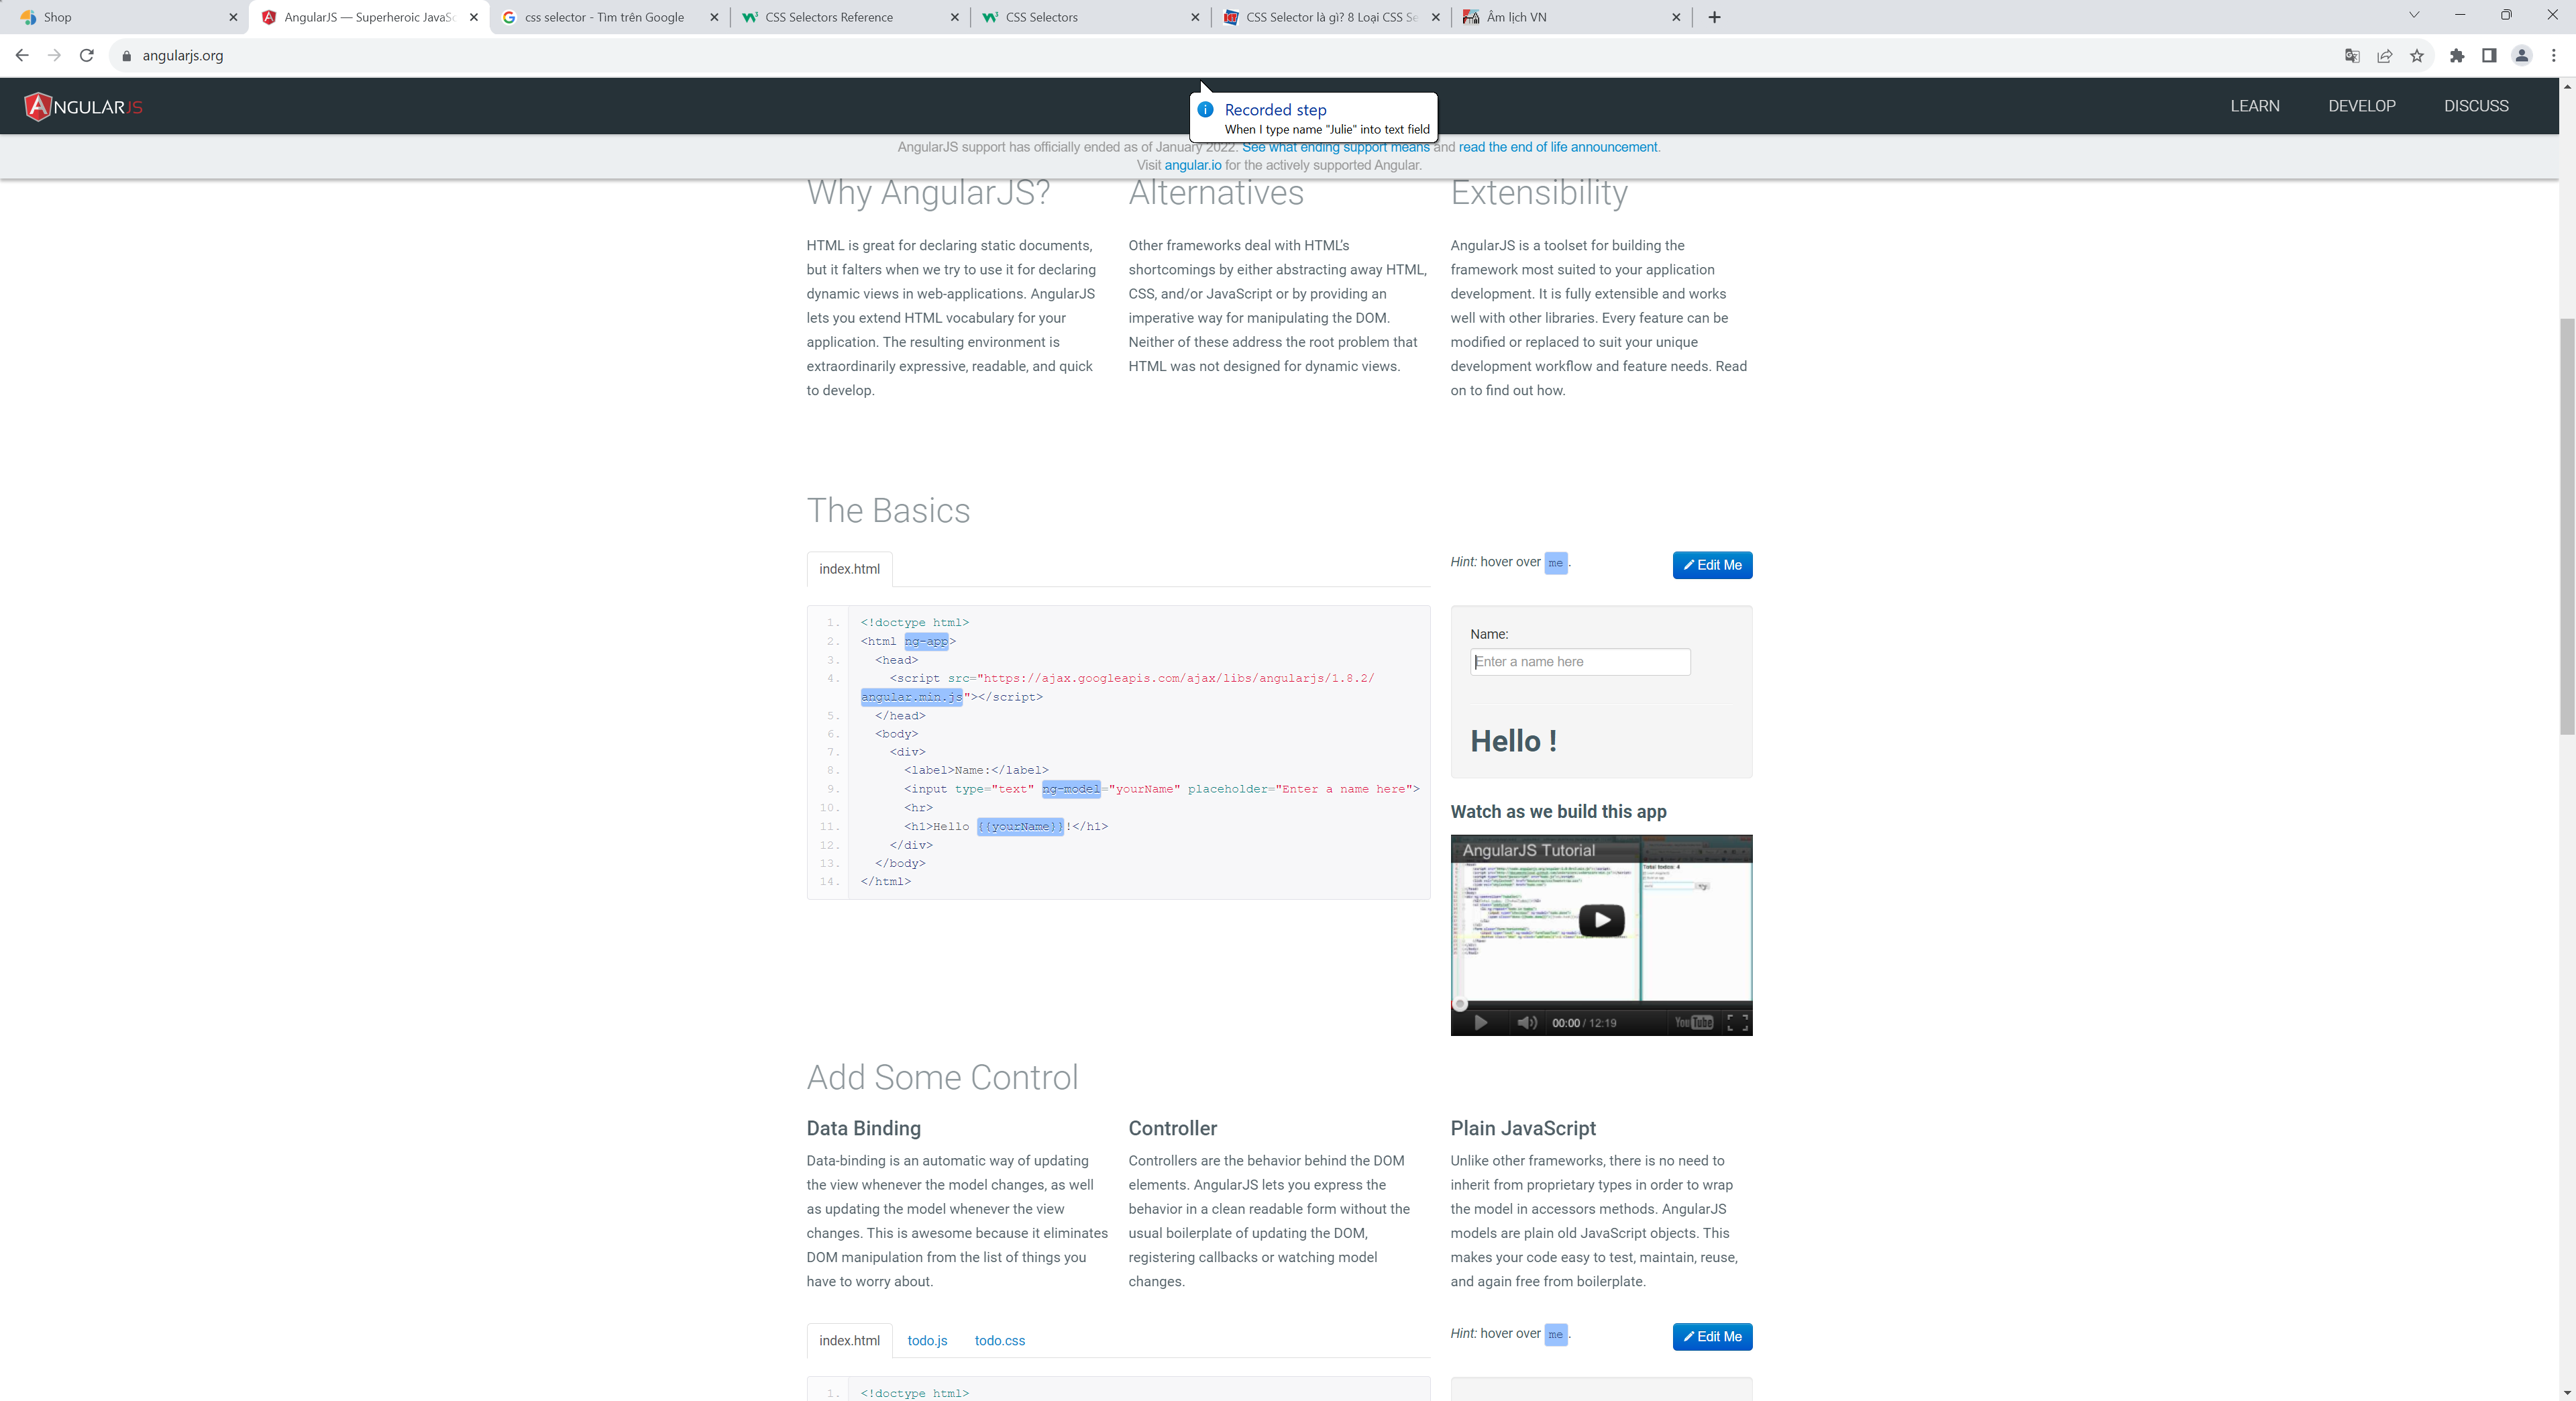 Shop
AngularJS — Superheroic JavaSc
css selector - Tìm trên Google
CSS Selectors Reference
CSS Selectors
CSS Selector là gì? 8 Loại CSS Se
Âm lịch VN
angularjs.org
ANGULARJS
LEARN
DEVELOP
DISCUSS
Recorded step
When I type name "Julie" into text field
AngularJS support has officially ended as of January 2022. See what ending support means and read the end of life announcement.
Visit angular.io for the actively supported Angular.
Why AngularJS?
HTML is great for declaring static documents,
but it falters when we try to use it for declaring
dynamic views in web-applications. AngularJS
lets you extend HTML vocabulary for your
application. The resulting environment is
extraordinarily expressive, readable, and quick
to develop.
Alternatives
Other frameworks deal with HTML's
shortcomings by either abstracting away HTML,
CSS, and/or JavaScript or by providing an
imperative way for manipulating the DOM.
Neither of these address the root problem that
HTML was not designed for dynamic views.
Extensibility
AngularJS is a toolset for building the
framework most suited to your application
development. It is fully extensible and works
well with other libraries. Every feature can be
modified or replaced to suit your unique
development workflow and feature needs. Read
on to find out how.
The Basics
index.html
Hint: hover over me.
Edit Me
1. <!doctype html>
2. <html ng-app>
3. <head>
4. <script src="https://ajax.googleapis.com/ajax/libs/angularjs/1.8.2/
angular.min.js"></script>
5. </head>
6. <body>
7. <div>
8. <label>Name:</label>
9. <input type="text" ng-model="yourName" placeholder="Enter a name here">
10. <hr>
11. <h1>Hello {{yourName}}!</h1>
12. </div>
13. </body>
14. </html>
Name:
Enter a name here
Hello !
Watch as we build this app
AngularJS Tutorial
Total todos: 4
00:00 / 12:19
YouTube
Add Some Control
Data Binding
Data-binding is an automatic way of updating
the view whenever the model changes, as well
as updating the model whenever the view
changes. This is awesome because it eliminates
DOM manipulation from the list of things you
have to worry about.
Controller
Controllers are the behavior behind the DOM
elements. AngularJS lets you express the
behavior in a clean readable form without the
usual boilerplate of updating the DOM,
registering callbacks or watching model
changes.
Plain JavaScript
Unlike other frameworks, there is no need to
inherit from proprietary types in order to wrap
the model in accessors methods. AngularJS
models are plain old JavaScript objects. This
makes your code easy to test, maintain, reuse,
and again free from boilerplate.
index.html
todo.js
todo.css
Hint: hover over me.
Edit Me
1. <!doctype html>